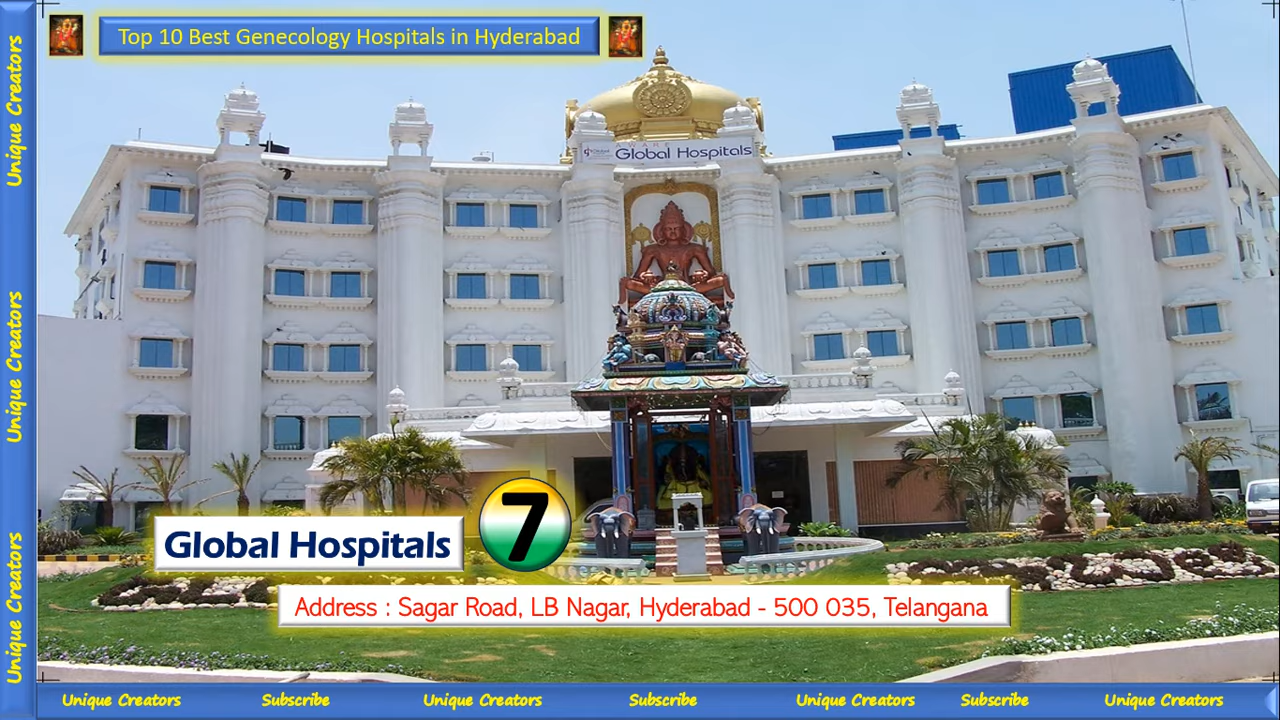 Top 10 Best Genecology Hospitals in Hyderabad
Global Hospitals
Global Hospitals
7
Address : Sagar Road, LB Nagar, Hyderabad - 500 035, Telangana
Unique Creators
Unique Creators
Unique Creators
Unique Creators Subscribe Unique Creators Subscribe Unique Creators Subscribe Unique Creators